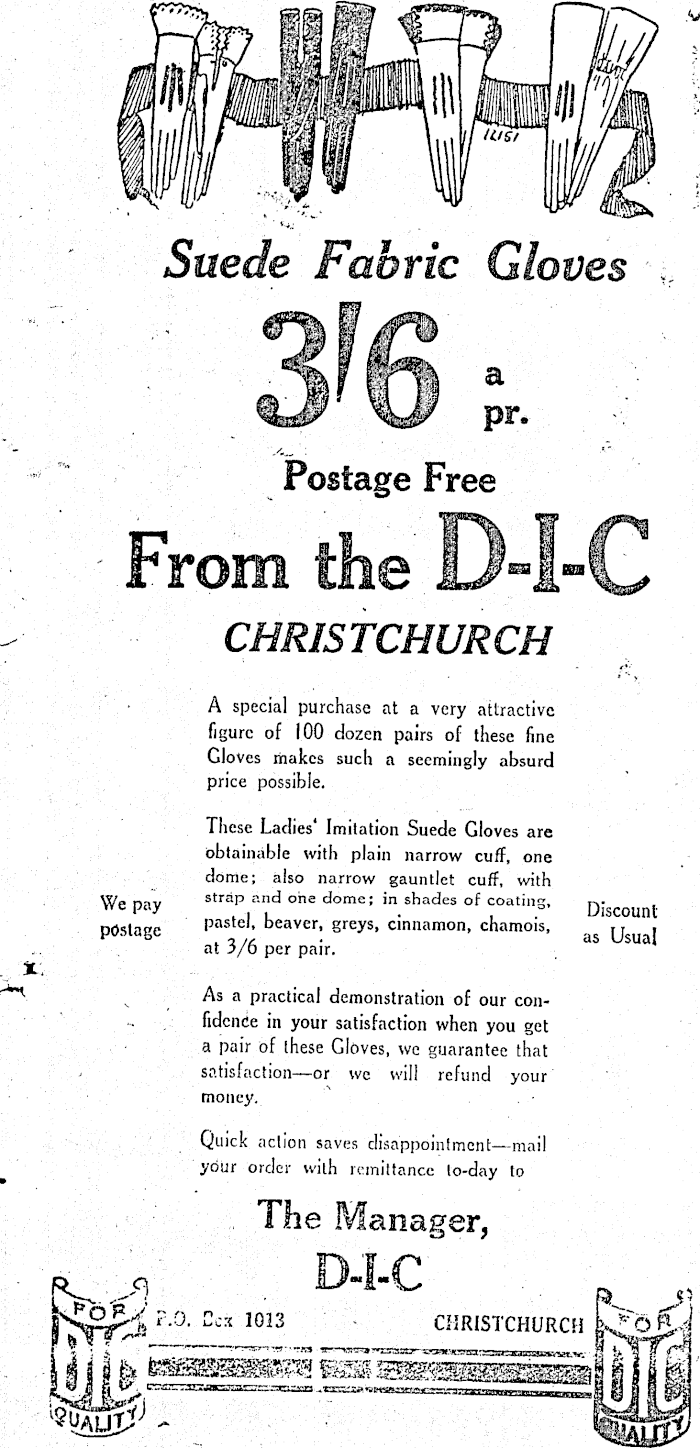 12151
Suede Fabric Gloves
3/6 a
pr.
Postage Free
From the D-I-C
CHRISTCHURCH
A special purchase at a very attractive
figure of 100 dozen pairs of these fine
Gloves makes such a seemingly absurd
price possible.
These Ladies' Imitation Suede Gloves are
obtainable with plain narrow cuff, one
dome; also narrow gauntlet cuff, with
strap and one dome; in shades of coating,
pastel, beaver, greys, cinnamon, chamois,
at 3/6 per pair.
We pay
postage
Discount
as Usual
As a practical demonstration of our con-
fidence in your satisfaction when you get
a pair of these Gloves, we guarantee that
satisfaction—or we will refund your
money.
Quick action saves disappointment—mail
your order with remittance to-day to
The Manager,
D-I-C
P.O. Box 1013 CHRISTCHURCH
FOR
DIC
QUALITY
FOR
DIC
QUALITY